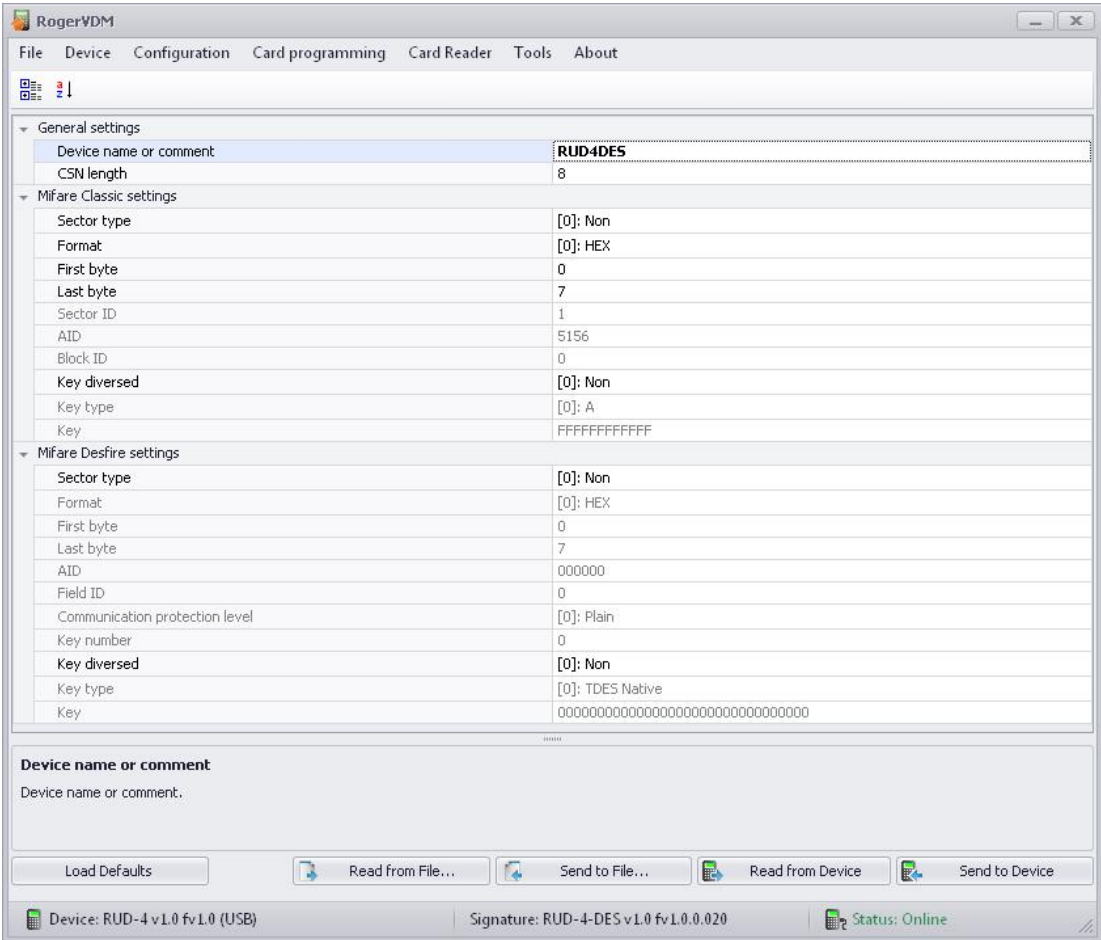 RogerVDM
File Device Configuration Card programming Card Reader Tools About
General settings
Device name or comment RUD4DES
CSN length 8
Mifare Classic settings
Sector type [0]: Non
Format [0]: HEX
First byte 0
Last byte 7
Sector ID 1
AID 5156
Block ID 0
Key diversed [0]: Non
Key type [0]: A
Key FFFFFFFFFFFF
Mifare Desfire settings
Sector type [0]: Non
Format [0]: HEX
First byte 0
Last byte 7
AID 000000
Field ID 0
Communication protection level [0]: Plain
Key number 0
Key diversed [0]: Non
Key type [0]: TDES Native
Key 00000000000000000000000000000000
Device name or comment
Device name or comment.
Load Defaults Read from File... Send to File... Read from Device Send to Device
Device: RUD-4 v1.0 fv1.0 (USB) Signature: RUD-4-DES v1.0 fv1.0.0.020 Status: Online